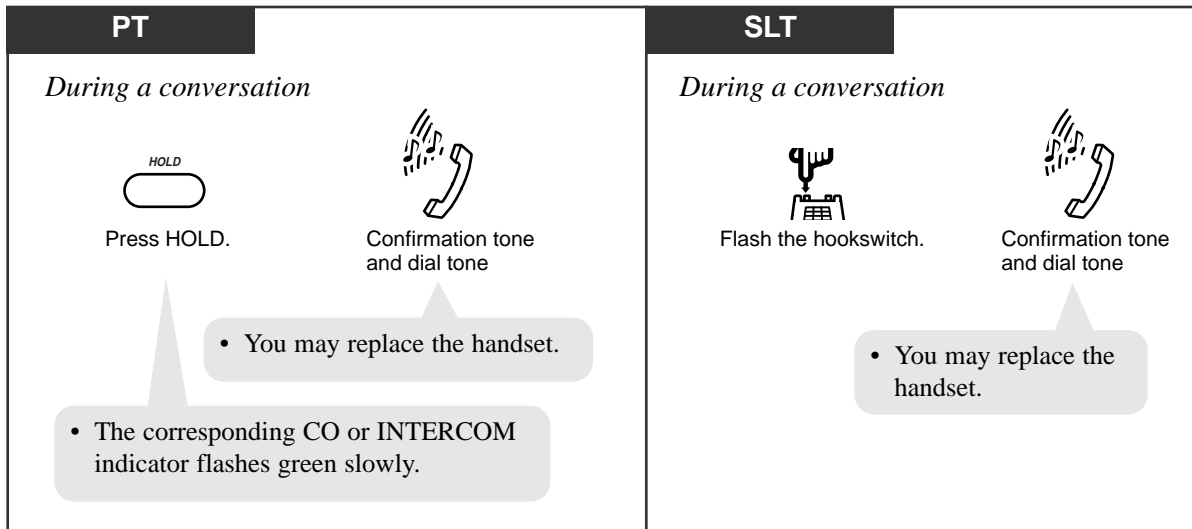 PT
During a conversation
HOLD
Press HOLD.
Confirmation tone
and dial tone
• You may replace the handset.
• The corresponding CO or INTERCOM
indicator flashes green slowly.
SLT
During a conversation
Flash the hookswitch.
Confirmation tone
and dial tone
• You may replace the
handset.